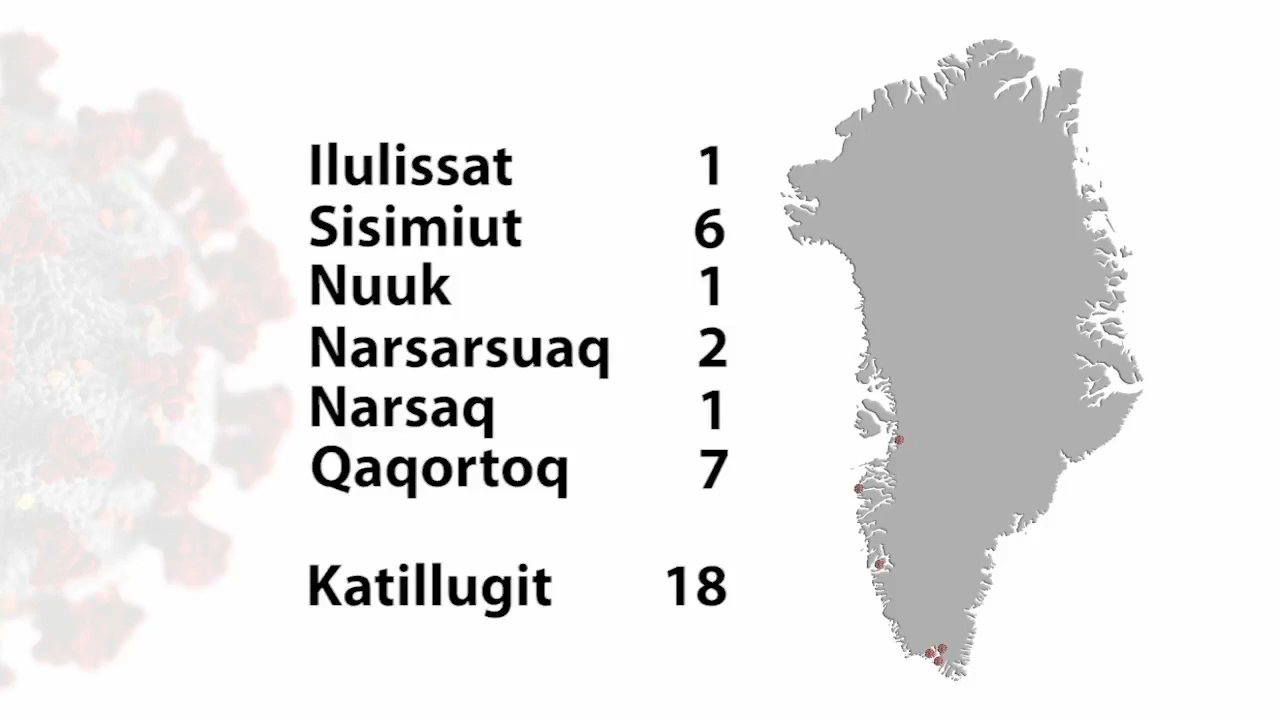 Ilulissat 1
Sisimiut 6
Nuuk 1
Narsarsuaq 2
Narsaq 1
Qaqortoq 7
Katillugit 18